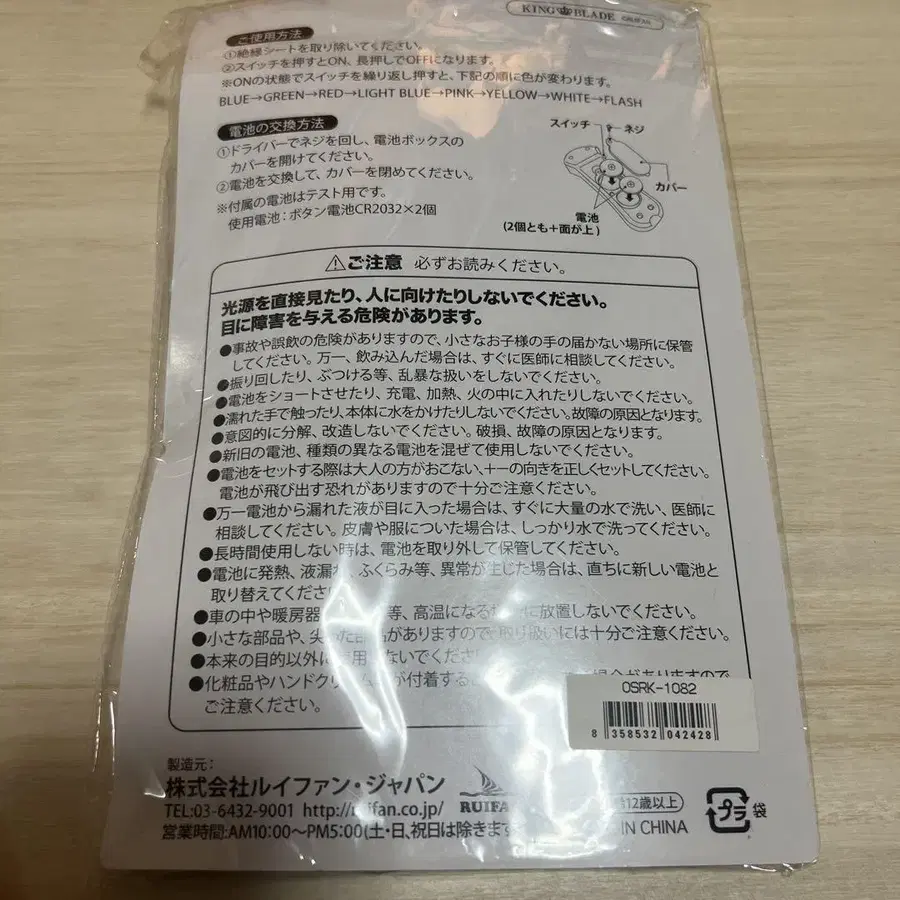 KING BLADE
ご使用方法
①絶縁シートを取り除いてください。
②スイッチを押すとON、長押しでOFFになります。
※ONの状態でスイッチを繰り返し押すと、下記の順に色が変わります。
BLUE→GREEN→RED→LIGHT BLUE→PINK→YELLOW→WHITE→FLASH
電池の交換方法
①ドライバーでネジを回し、電池ボックスの
カバーを開けてください。
②電池を交換して、カバーを閉めてください。
※付属の電池はテスト用です。
使用電池:ボタン電池CR2032×2個
スイッチ
ネジ
カバー
電池
(2個とも+面が上)
⚠ご注意 必ずお読みください。
光源を直接見たり、人に向けたりしないでください。
目に障害を与える危険があります。
●事故や誤飲の危険がありますので、小さなお子様の手の届かない場所に保管
してください。万一、飲み込んだ場合は、すぐに医師に相談してください。
●振り回したり、ぶつける等、乱暴な扱いをしないでください。
●電池をショートさせたり、充電、加熱、火の中に入れたりしないでください。
●濡れた手で触ったり、本体に水をかけたりしないでください。故障の原因となります。
●意図的に分解、改造しないでください。破損、故障の原因となります。
●新旧の電池、種類の異なる電池を混ぜて使用しないでください。
●電池をセットする際は大人の方がおこない、+−の向きを正しくセットしてください。
電池が飛び出す恐れがありますので十分ご注意ください。
●万一電池から漏れた液が目に入った場合は、すぐに大量の水で洗い、医師に
相談してください。皮膚や服についた場合は、しっかり水で洗ってください。
●長時間使用しない時は、電池を取り外して保管してください。
●電池に発熱、液漏れ、ふくらみ等、異常が生じた場合は、直ちに新しい電池と
取り替えてくださ
●車の中や暖房器 等、高温になる に放置しないでください。
●小さな部品や、尖った部品がありますので取り扱いには十分ご注意ください。
●本来の目的以外に 用 ないでくださ
●化粧品やハンドクリ が付着する 場合がありますので
ご注意ください。
OSRK-1082
8 358532 042428
製造元:
株式会社ルイファン・ジャパン
TEL:03-6432-9001 http://ruifan.co.jp/
営業時間:AM10:00〜PM5:00(土・日、祝日は除きます
RUIFA
12歳以上
IN CHINA
プラ
袋